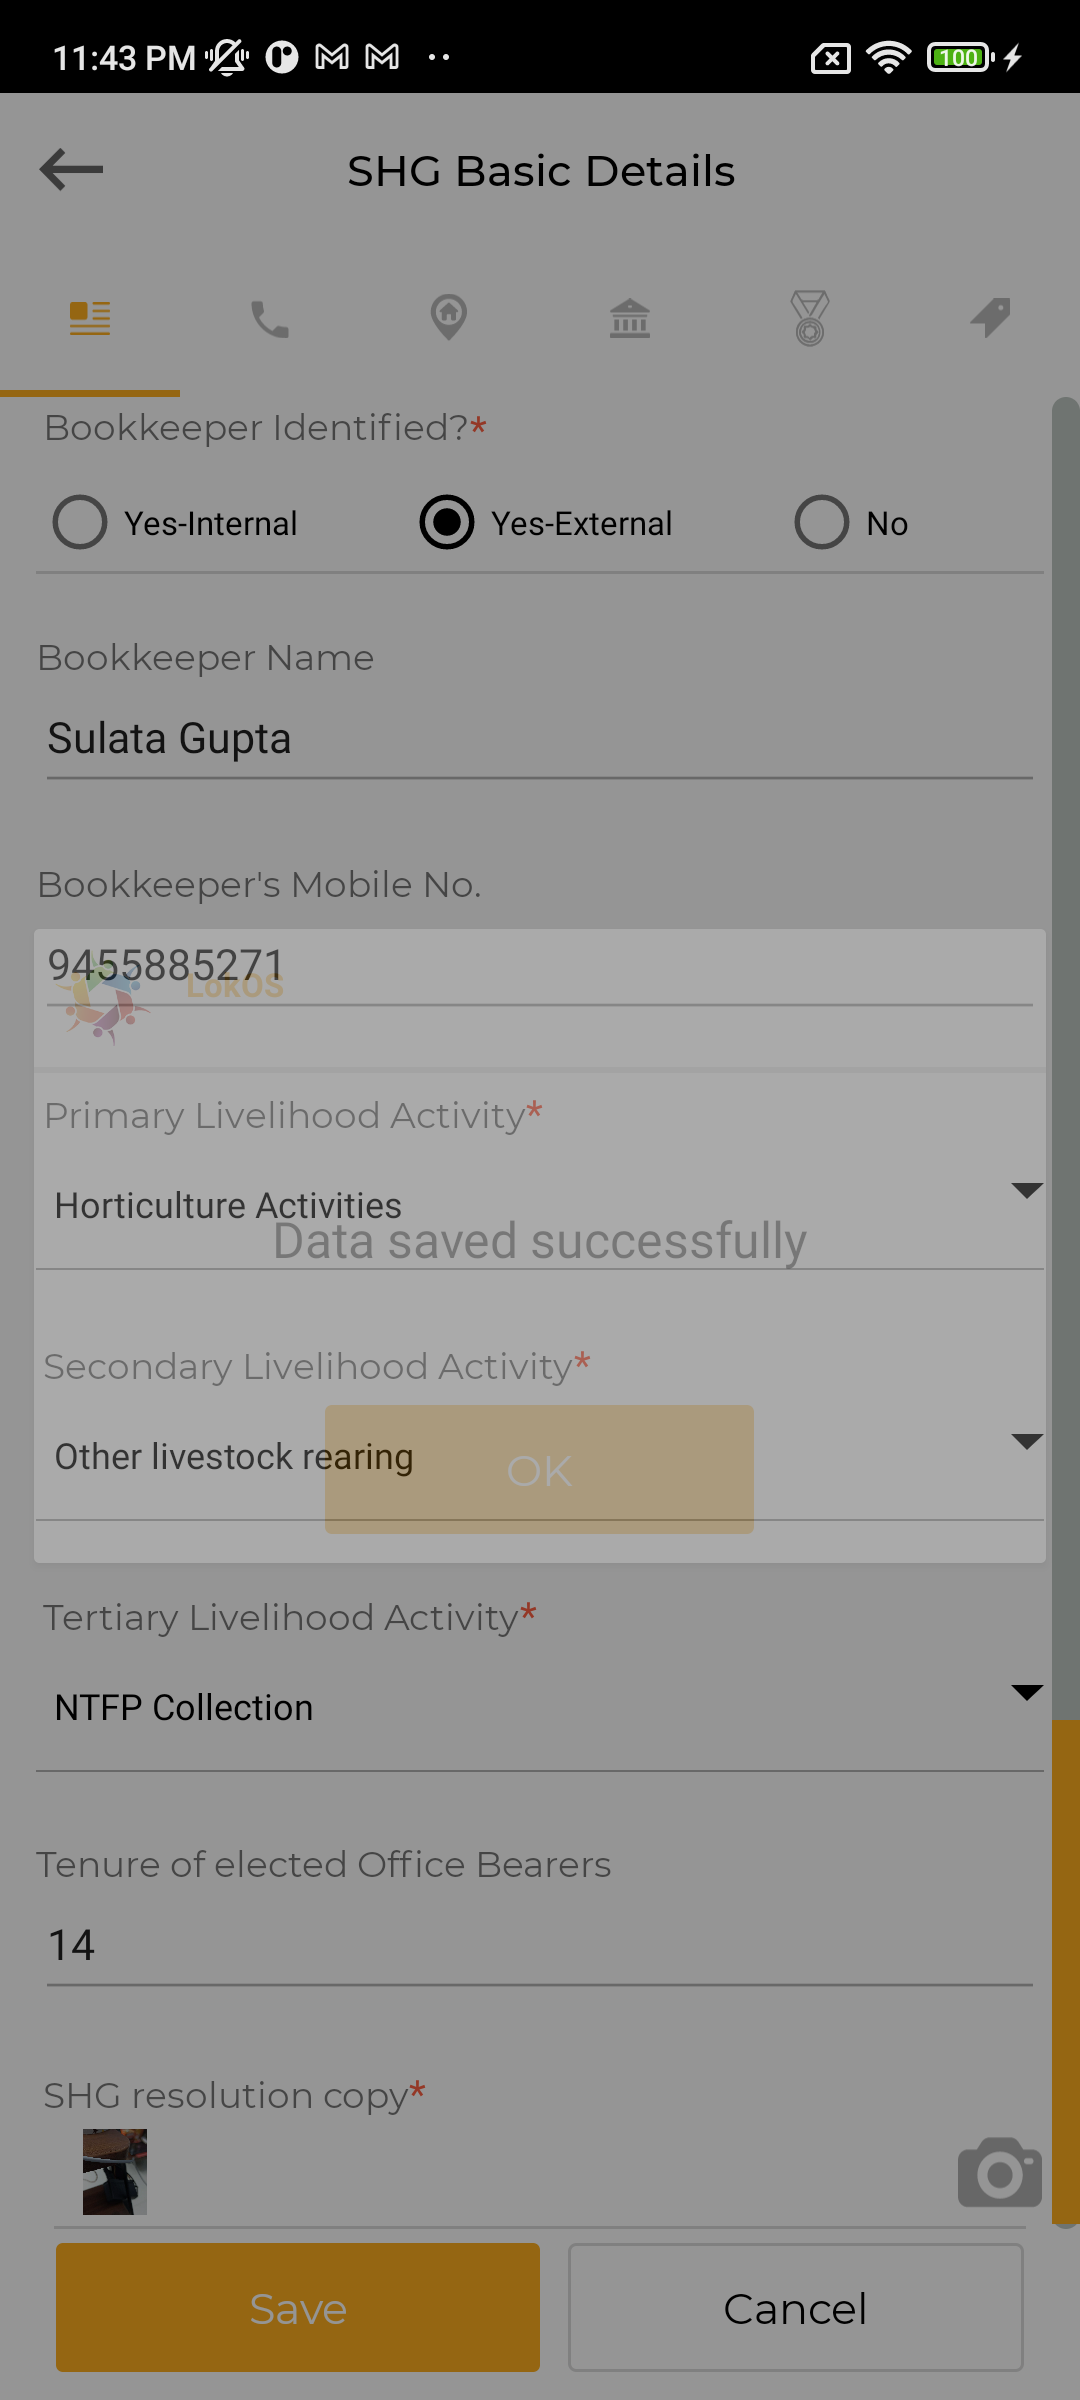 11:43 PM
100
SHG Basic Details
Bookkeeper Identified?*
Yes-Internal
Yes-External
No
Bookkeeper Name
Sulata Gupta
Bookkeeper's Mobile No.
9455885271
LokOS
Primary Livelihood Activity*
Horticulture Activities
Data saved successfully
Secondary Livelihood Activity*
Other livestock rearing
OK
Tertiary Livelihood Activity*
NTFP Collection
Tenure of elected Office Bearers
14
SHG resolution copy*
Save
Cancel